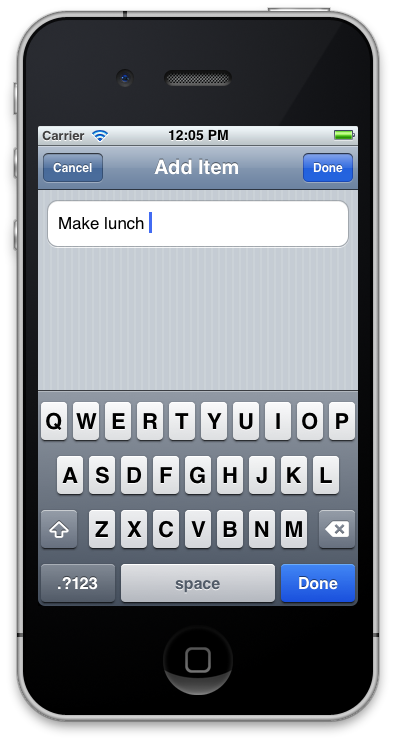 Carrier 12:05 PM
Cancel Add Item Done
Make lunch
Q W E R T Y U I O P
A S D F G H J K L
Z X C V B N M
.?123 space Done